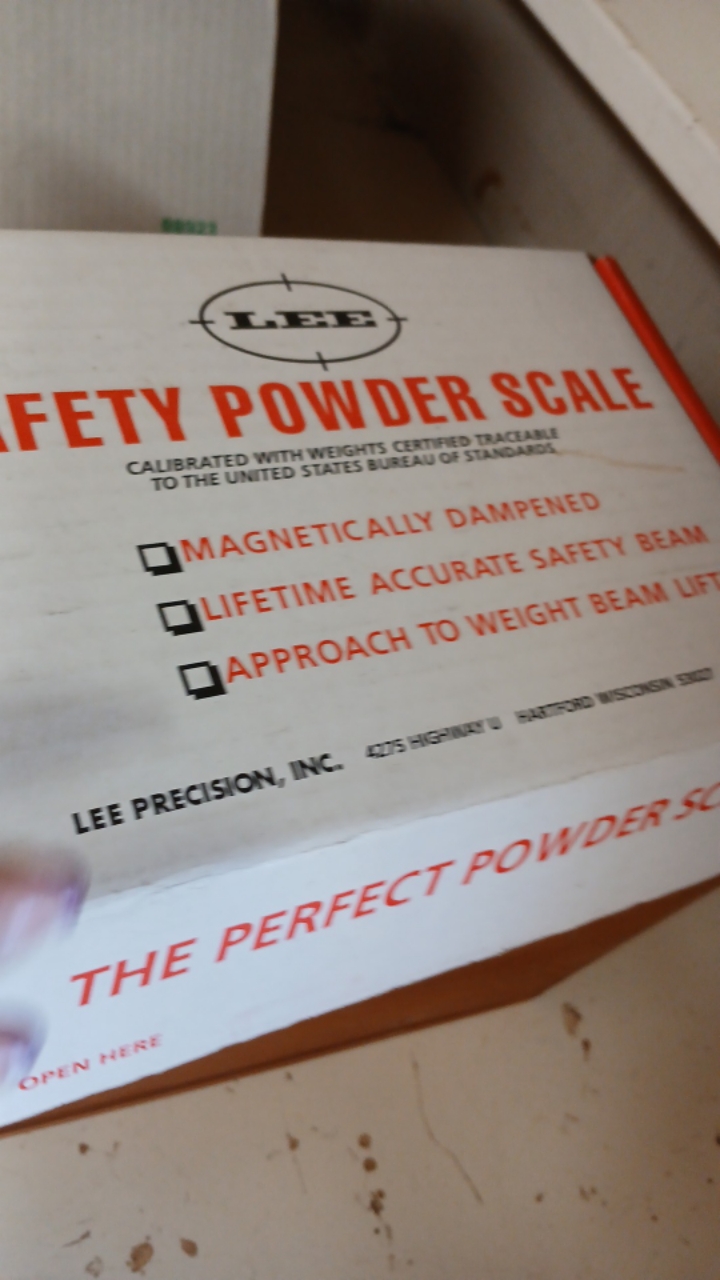 LEE
AFETY POWDER SCALE
CALIBRATED WITH WEIGHTS CERTIFIED TRACEABLE
TO THE UNITED STATES BUREAU OF STANDARDS
MAGNETICALLY DAMPENED
LIFETIME ACCURATE SAFETY BEAM
APPROACH TO WEIGHT BEAM LIFT
LEE PRECISION, INC. 4275 HIGHWAY U HARTFORD WISCONSIN 53027
THE PERFECT POWDER SC
OPEN HERE